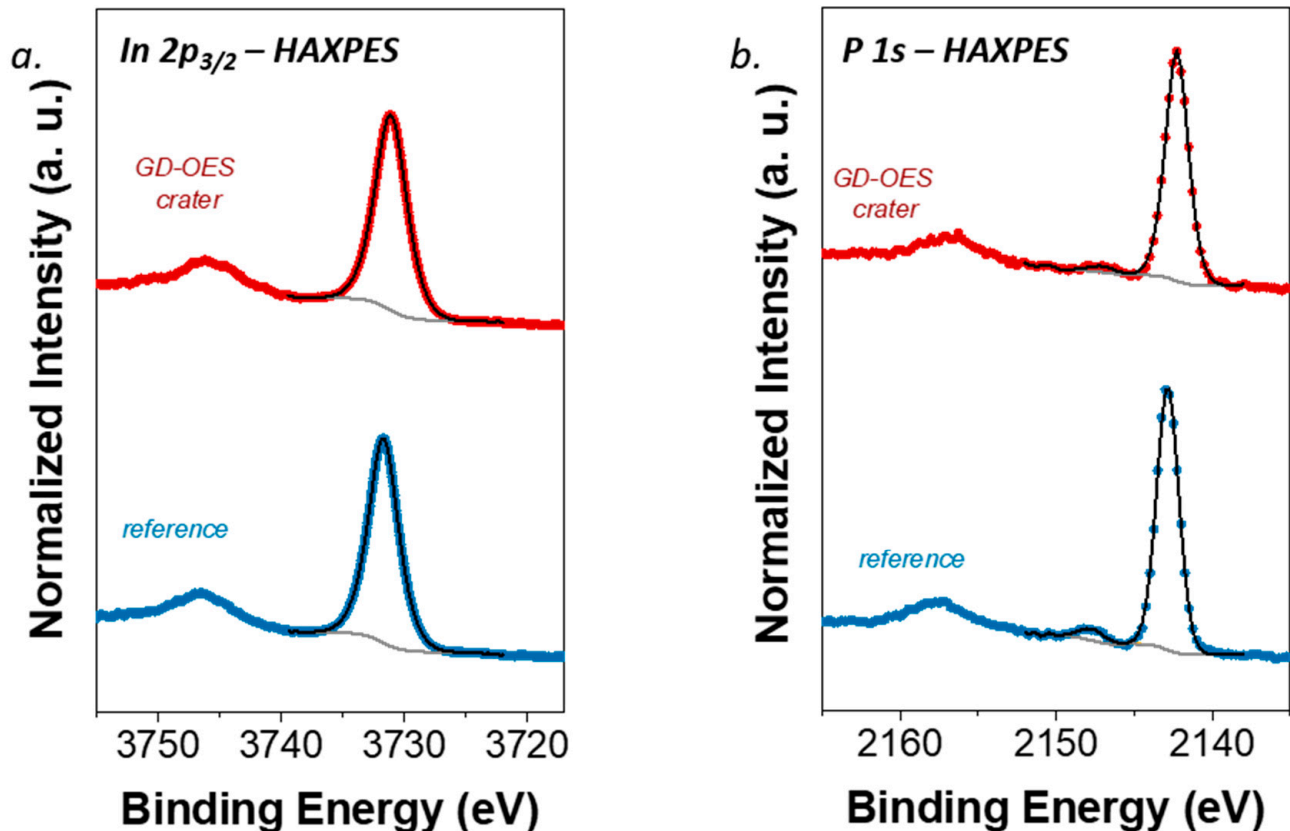 a.
In 2p3/2 – HAXPES
GD-OES
crater
reference
Normalized Intensity (a. u.)
3750 3740 3730 3720
Binding Energy (eV)
b.
P 1s – HAXPES
GD-OES
crater
reference
Normalized Intensity (a. u.)
2160 2150 2140
Binding Energy (eV)